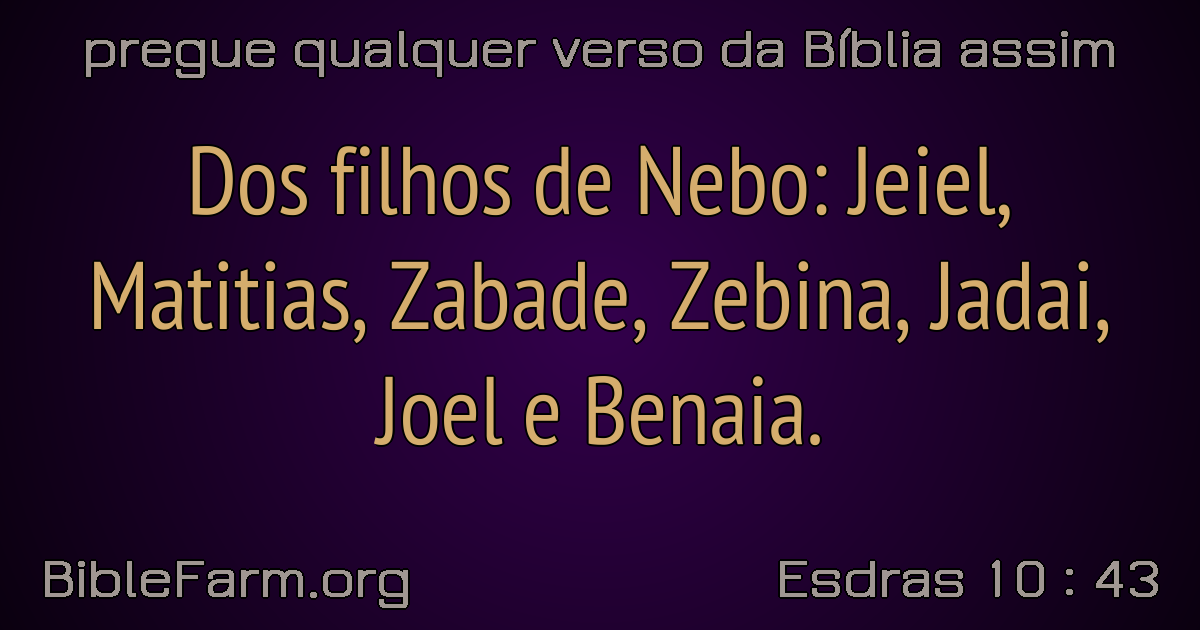 pregue qualquer verso da Bíblia assim
Dos filhos de Nebo: Jeiel,
Matitias, Zabade, Zebina, Jadai,
Joel e Benaia.
BibleFarm.org
Esdras 10 : 43